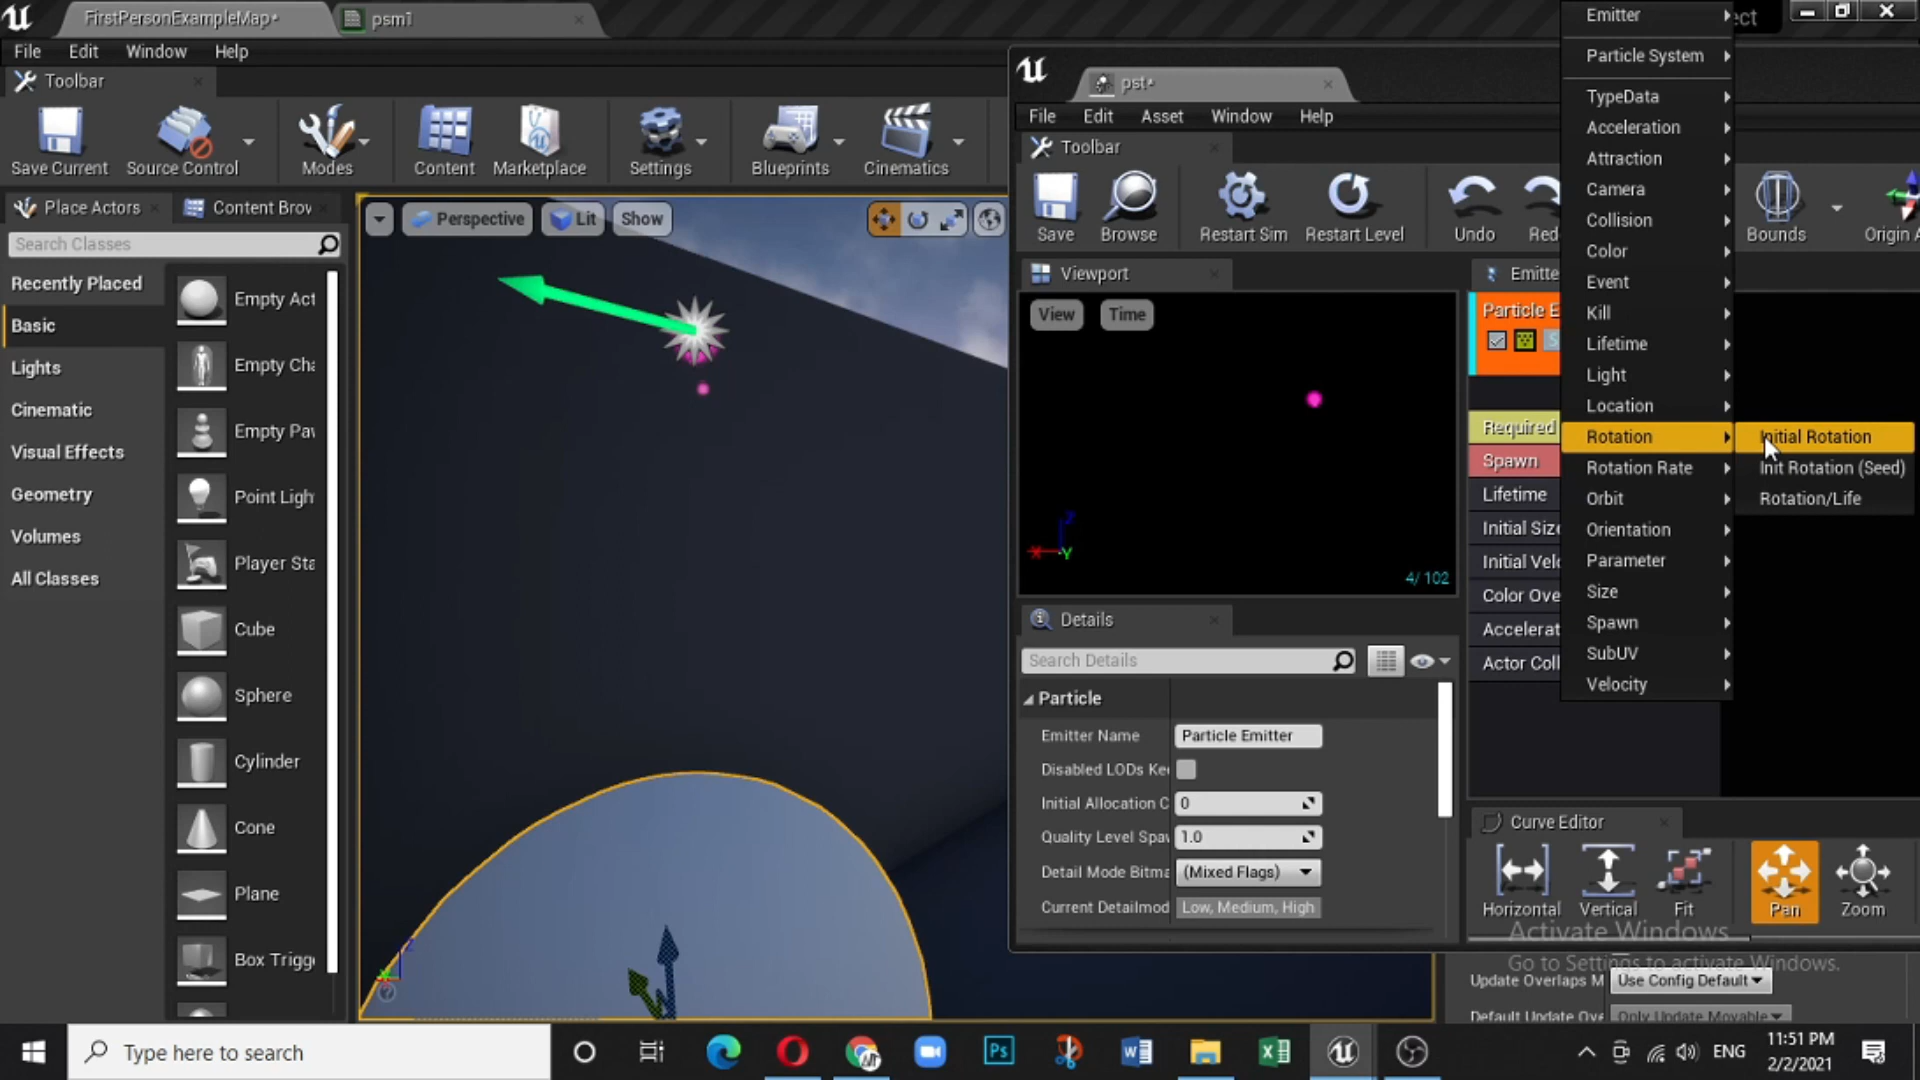 FirstPersonExampleMap*
psm1
File Edit Window Help
Toolbar
Save Current
Source Control
Modes
Content
Marketplace
Settings
Blueprints
Cinematics
Place Actors
Content Brov
Search Classes
Recently Placed
Basic
Lights
Cinematic
Visual Effects
Geometry
Volumes
All Classes
Empty Act
Empty Cha
Empty Pav
Point Ligh
Player Sta
Cube
Sphere
Cylinder
Cone
Plane
Box Trigge
Perspective
Lit
Show
pst*
File Edit Asset Window Help
Toolbar
Save
Browse
Restart Sim
Restart Level
Undo
Red
Bounds
Origin A
Viewport
View
Time
Z
X
Y
4/ 102
Details
Search Details
Particle
Emitter Name
Particle Emitter
Disabled LODs Kee
Initial Allocation C
0
Quality Level Spav
1.0
Detail Mode Bitma
(Mixed Flags)
Current Detailmod
Low, Medium, High
Emitte
Particle E
Required
Spawn
Lifetime
Initial Size
Initial Velo
Color Ove
Accelerat
Actor Coll
Emitter
Particle System
TypeData
Acceleration
Attraction
Camera
Collision
Color
Event
Kill
Lifetime
Light
Location
Rotation
Rotation Rate
Orbit
Orientation
Parameter
Size
Spawn
SubUV
Velocity
Initial Rotation
Init Rotation (Seed)
Rotation/Life
ect
Curve Editor
Horizontal
Vertical
Fit
Pan
Zoom
Activate Windows
Go to Settings to activate Windows.
Update Overlaps M
Use Config Default
Default Update Ove
Only Update Movable
Type here to search
ENG
11:51 PM
2/2/2021